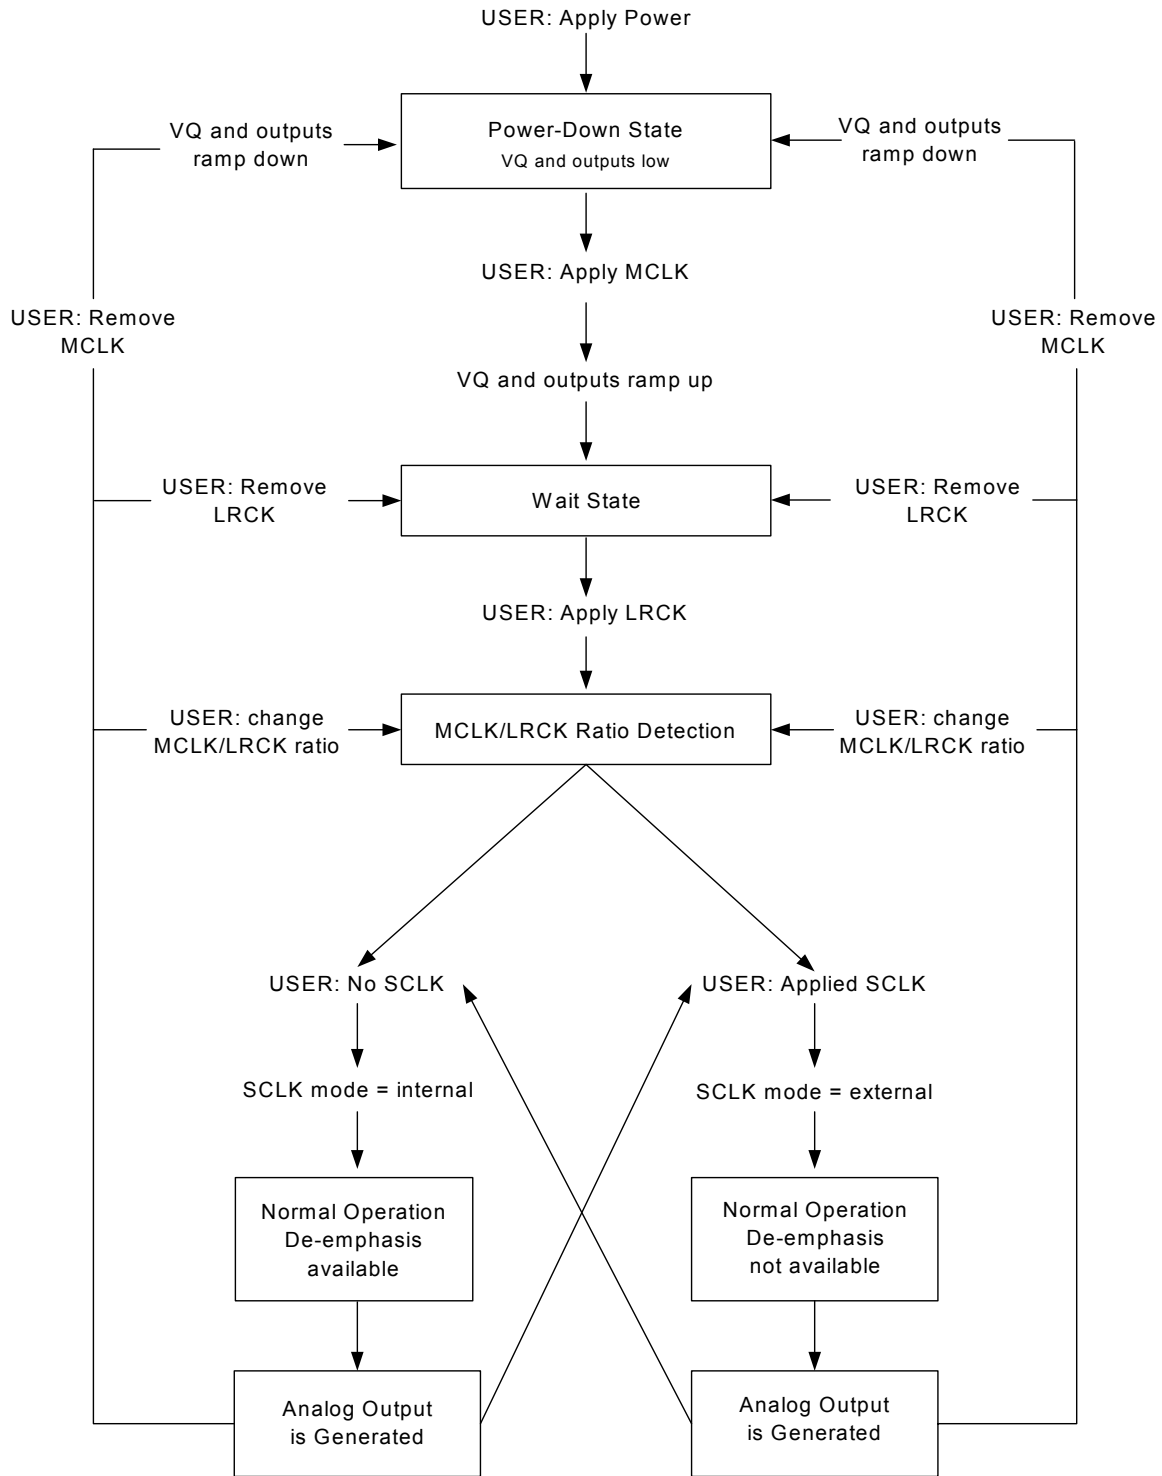 USER: Apply Power
VQ and outputs
ramp down
Power-Down State
VQ and outputs low
VQ and outputs
ramp down
USER: Apply MCLK
USER: Remove
MCLK
USER: Remove
MCLK
VQ and outputs ramp up
USER: Remove
LRCK
Wait State
USER: Remove
LRCK
USER: Apply LRCK
USER: change
MCLK/LRCK ratio
MCLK/LRCK Ratio Detection
USER: change
MCLK/LRCK ratio
USER: No SCLK
USER: Applied SCLK
SCLK mode = internal
SCLK mode = external
Normal Operation
De-emphasis
available
Normal Operation
De-emphasis
not available
Analog Output
is Generated
Analog Output
is Generated